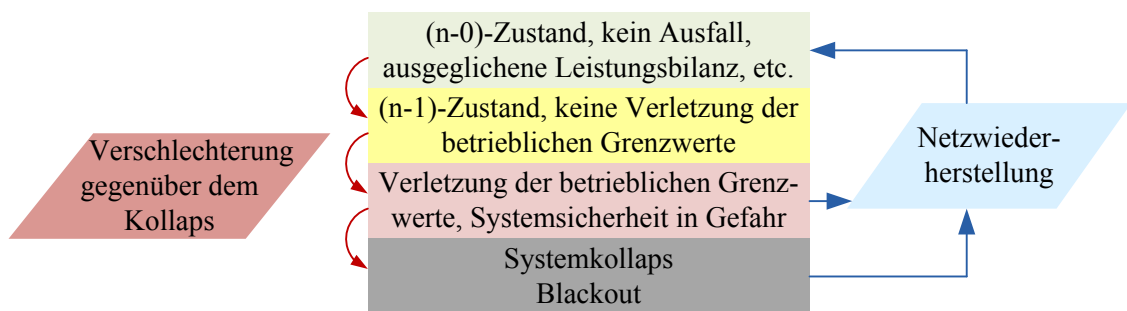 (n-0)-Zustand, kein Ausfall,
ausgeglichene Leistungsbilanz, etc.
(n-1)-Zustand, keine Verletzung der
betrieblichen Grenzwerte
Verletzung der betrieblichen Grenz-
werte, Systemsicherheit in Gefahr
Systemkollaps
Blackout
Verschlechterung
gegenüber dem
Kollaps
Netzwieder-
herstellung